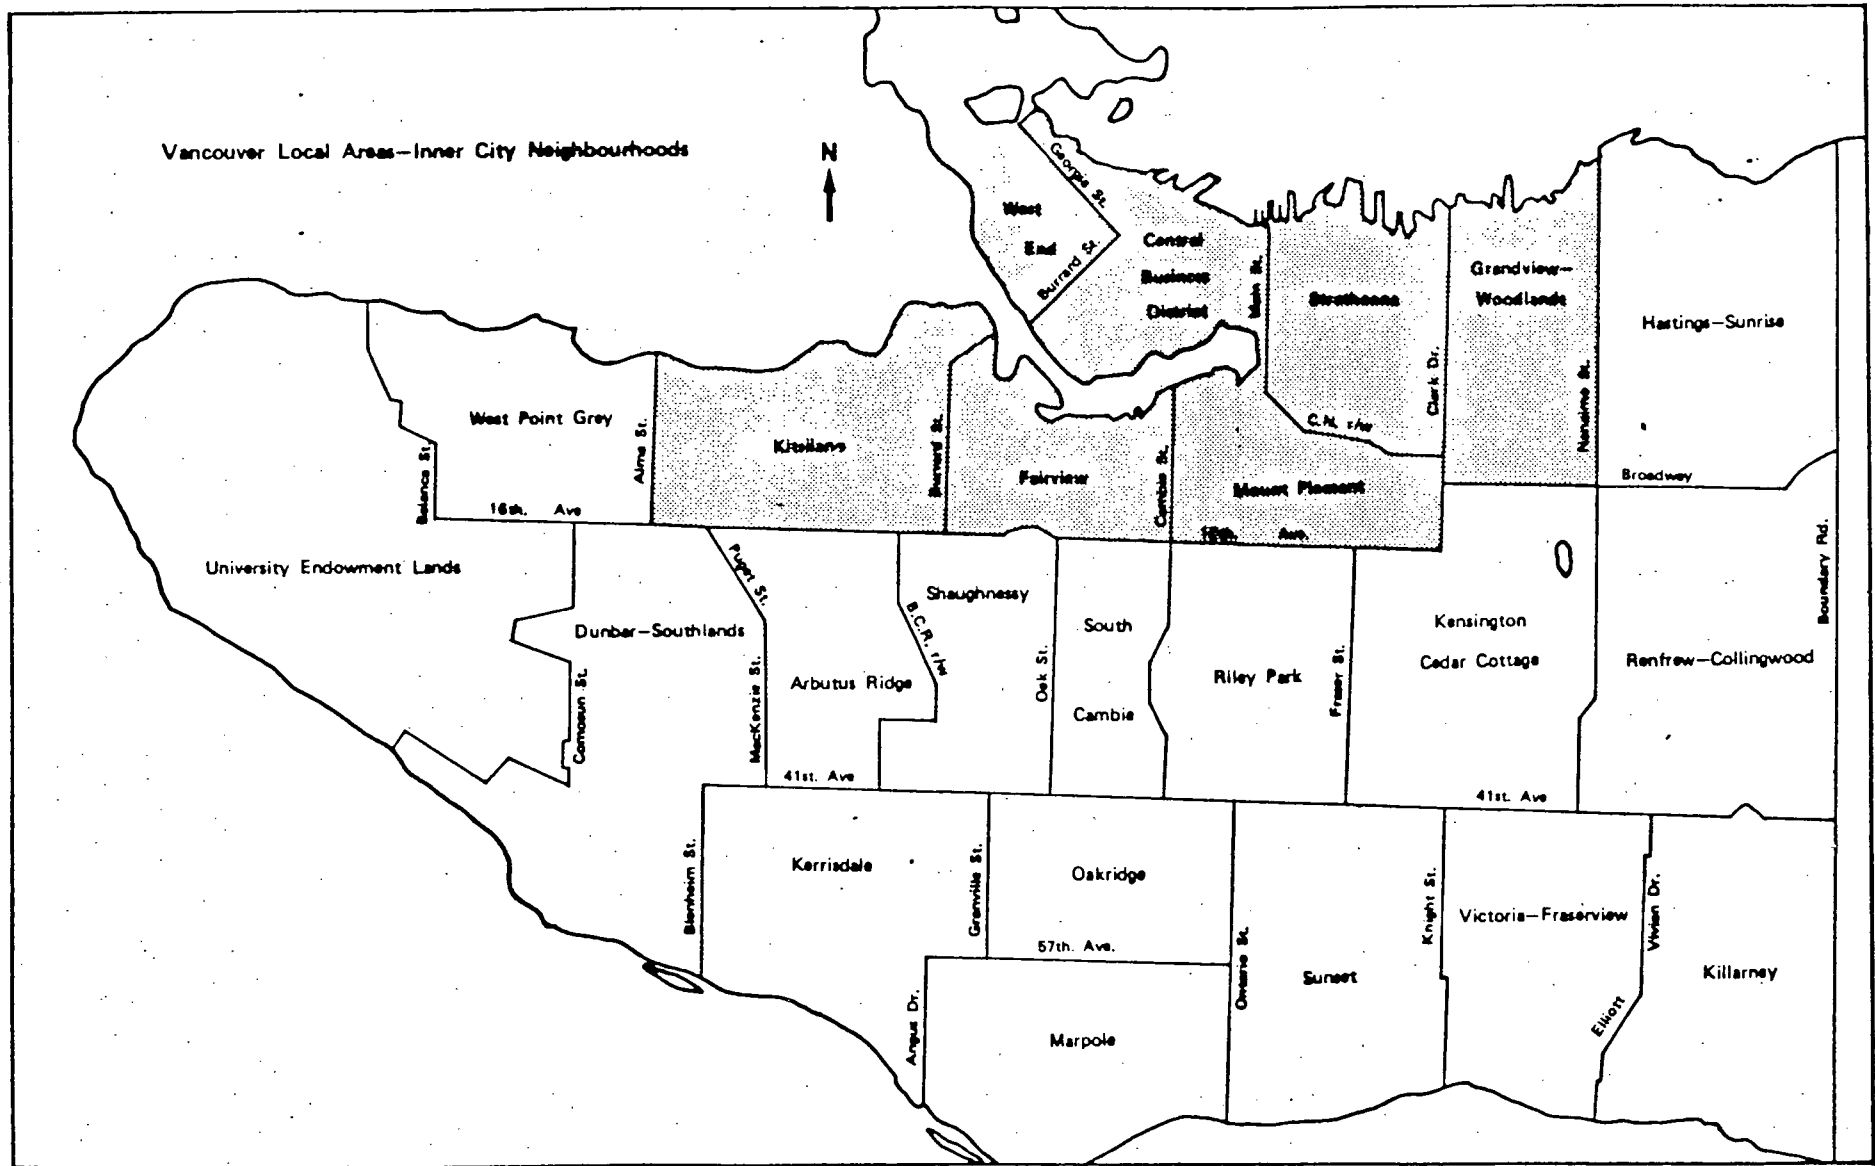 Vancouver Local Areas—Inner City Neighbourhoods
N
Georgia St.
West
End
Burrard St.
Central
Business
District
Main St.
Strathcona
Clark Dr.
Grandview—
Woodlands
Nanaimo St.
Hastings—Sunrise
C.N. r/w
Broadway
West Point Grey
Alma St.
Kitsilano
Burrard St.
Fairview
Cambie St.
Mount Pleasant
16th. Ave.
Balanca St
16th. Ave
University Endowment Lands
Puget St.
Dunbar—Southlands
Camosun St.
MacKenzie St.
Arbutus Ridge
B.C.R. r/w
Shaughnessy
Oak St.
South
Cambie
Riley Park
Fraser St.
Kensington
Cedar Cottage
Renfrew—Collingwood
Boundary Rd.
41st. Ave
41st. Ave
Blenheim St.
Kerrisdale
Granville St.
Oakridge
57th. Ave.
Ontario St.
Knight St.
Victoria—Fraserview
Vivian Dr.
Elliott
Killarney
Sunset
Angus Dr.
Marpole